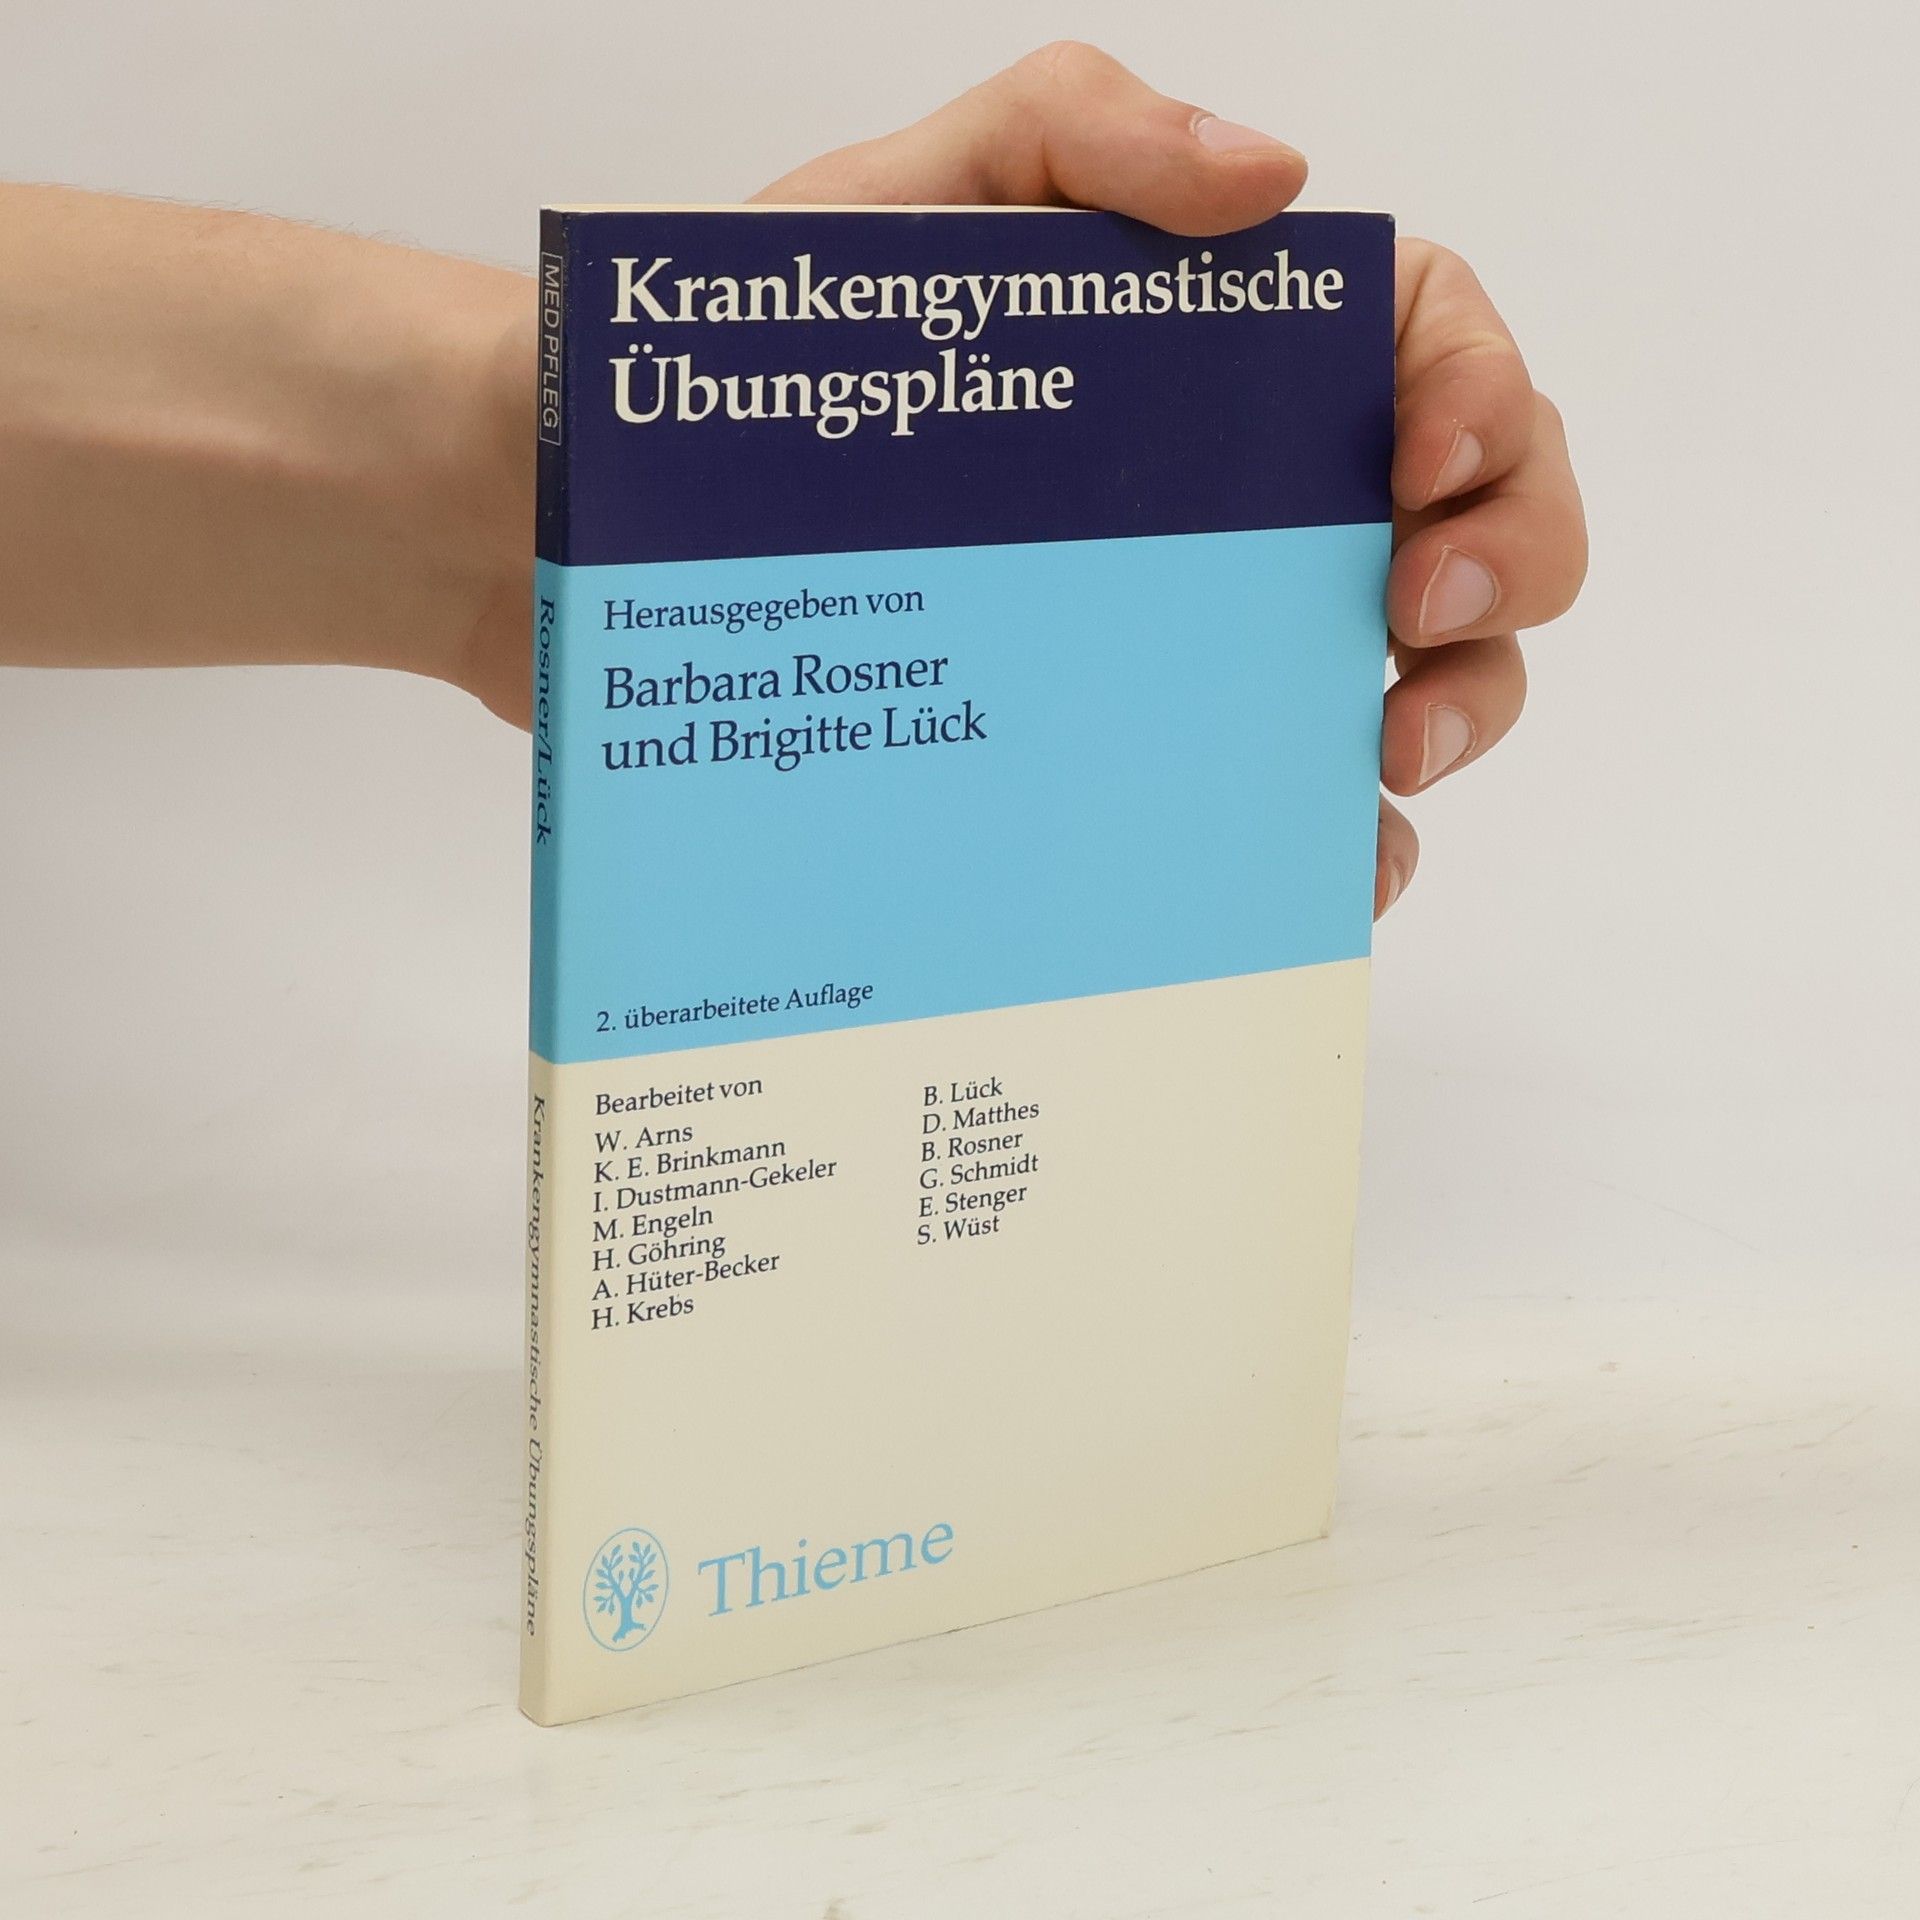 Krankengymnastische
Übungspläne
Herausgegeben von
Barbara Rosner
und Brigitte Lück
2. überarbeitete Auflage
Bearbeitet von
W. Arns
K. E. Brinkmann
I. Dustmann-Gekeler
M. Engeln
H. Göhring
A. Hüter-Becker
H. Krebs
B. Lück
D. Matthes
B. Rosner
G. Schmidt
E. Stenger
S. Wüst
Thieme
MED PFLEG
Rosner/Lück
Krankengymnastische Übungspläne